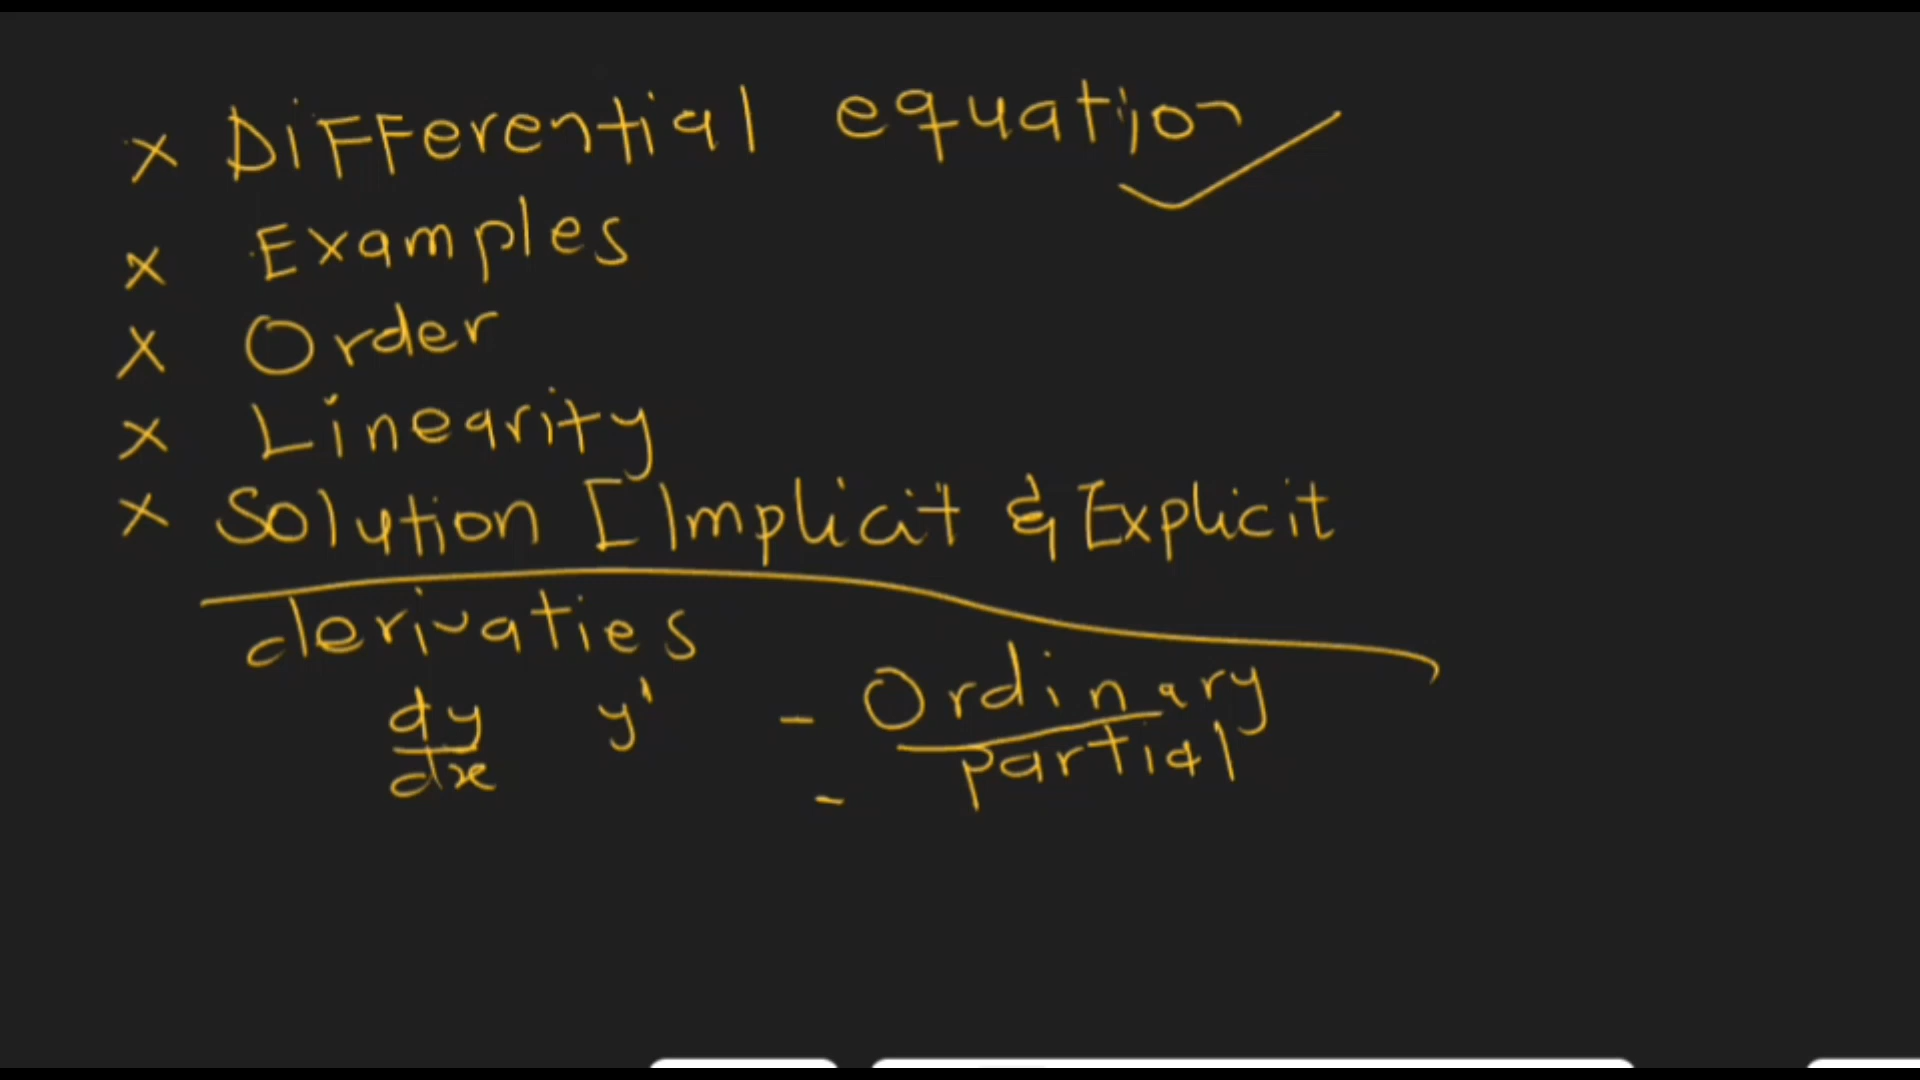 x Differential equation
x Examples
x Order
x Linearity
x Solution [Implicit & Explicit
derivaties
dy/dx y' - Ordinary
- partial